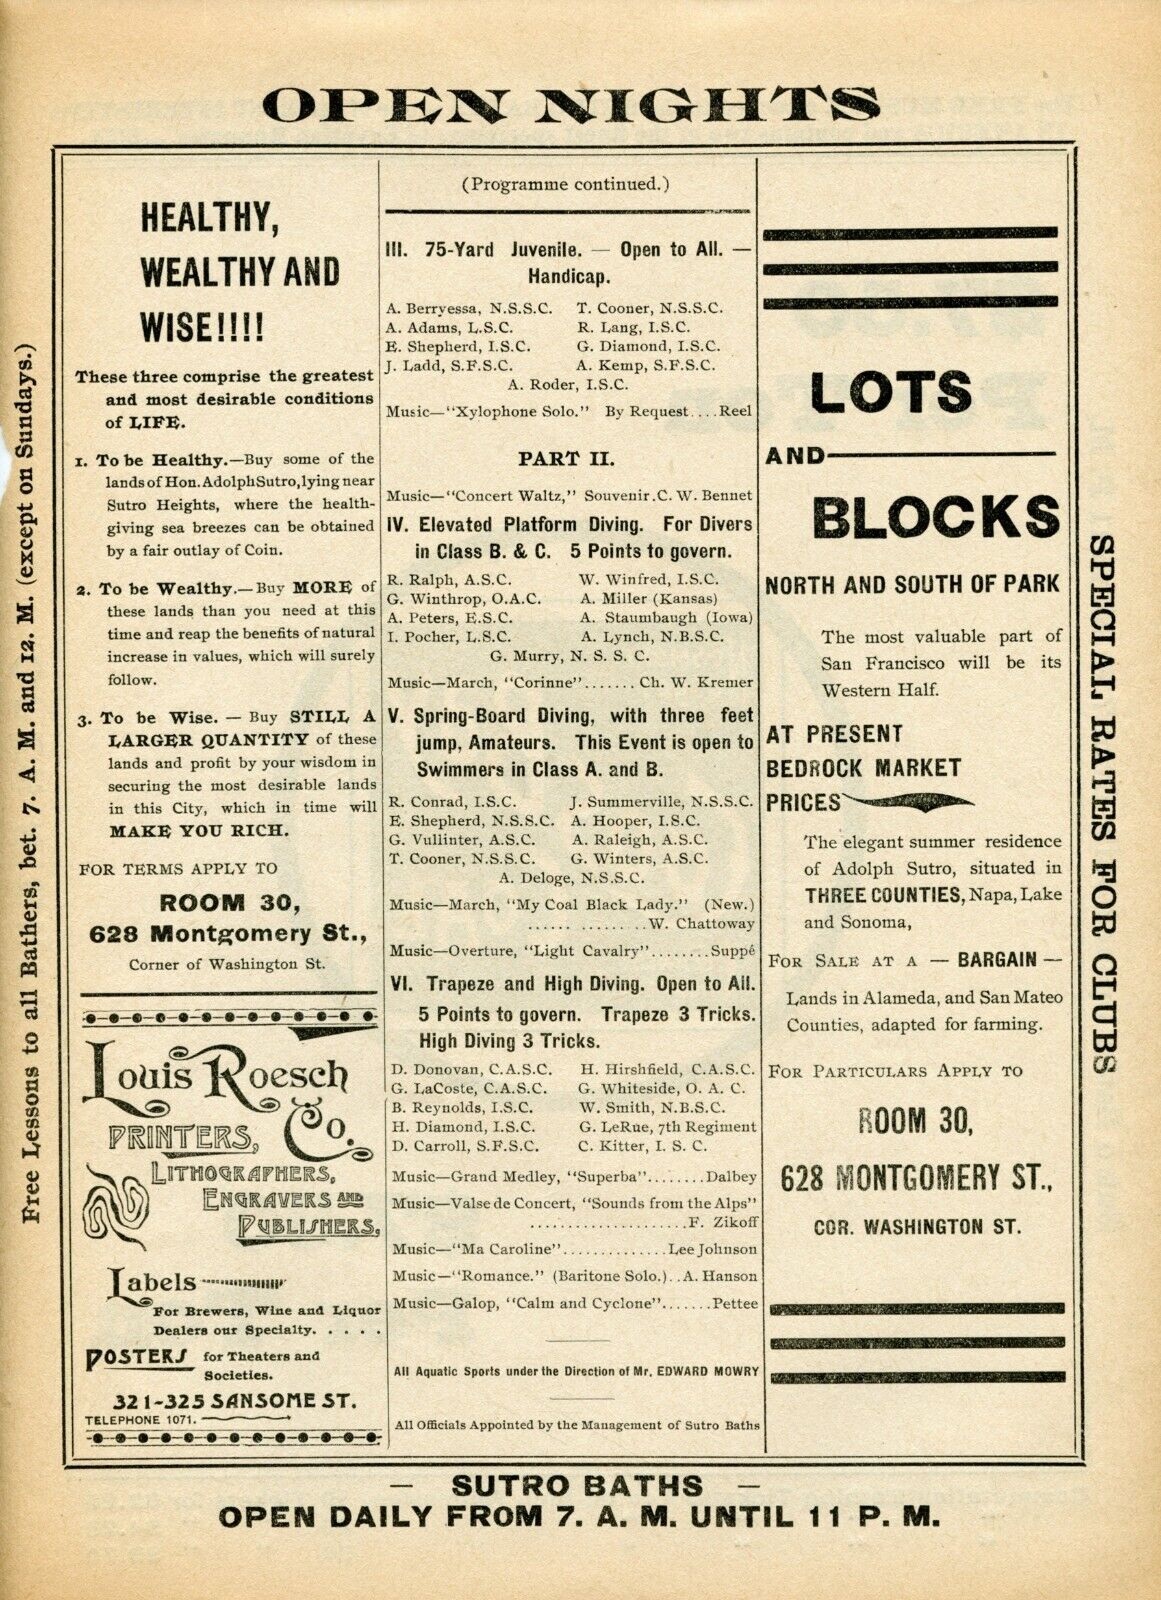 OPEN NIGHTS
Free Lessons to all Bathers, bet. 7. A. M. and 12. M. (except on Sundays.)
HEALTHY,
WEALTHY AND
WISE!!!!
These three comprise the greatest
and most desirable conditions
of LIFE.
1. To be Healthy.—Buy some of the
lands of Hon. Adolph Sutro, lying near
Sutro Heights, where the health-
giving sea breezes can be obtained
by a fair outlay of Coin.
2. To be Wealthy.—Buy MORE of
these lands than you need at this
time and reap the benefits of natural
increase in values, which will surely
follow.
3. To be Wise. — Buy STILL A
LARGER QUANTITY of these
lands and profit by your wisdom in
securing the most desirable lands
in this City, which in time will
MAKE YOU RICH.
FOR TERMS APPLY TO
ROOM 30,
628 Montgomery St.,
Corner of Washington St.
Louis Roesch
Co.
PRINTERS,
LITHOGRAPHERS,
ENGRAVERS AND
PUBLISHERS,
Labels
For Brewers, Wine and Liquor
Dealers our Specialty. . . . .
POSTERS for Theaters and
Societies.
321-325 SANSOME ST.
TELEPHONE 1071.
(Programme continued.)
III. 75-Yard Juvenile. — Open to All. —
Handicap.
A. Berryessa, N.S.S.C. T. Cooner, N.S.S.C.
A. Adams, L.S.C. R. Lang, I.S.C.
E. Shepherd, I.S.C. G. Diamond, I.S.C.
J. Ladd, S.F.S.C. A. Kemp, S.F.S.C.
A. Roder, I.S.C.
Music—"Xylophone Solo." By Request....Reel
PART II.
Music—"Concert Waltz," Souvenir.C. W. Bennet
IV. Elevated Platform Diving. For Divers
in Class B. & C. 5 Points to govern.
R. Ralph, A.S.C. W. Winfred, I.S.C.
G. Winthrop, O.A.C. A. Miller (Kansas)
A. Peters, E.S.C. A. Staumbaugh (Iowa)
I. Pocher, L.S.C. A. Lynch, N.B.S.C.
G. Murry, N. S. S. C.
Music—March, "Corinne".......Ch. W. Kremer
V. Spring-Board Diving, with three feet
jump, Amateurs. This Event is open to
Swimmers in Class A. and B.
R. Conrad, I.S.C. J. Summerville, N.S.S.C.
E. Shepherd, N.S.S.C. A. Hooper, I.S.C.
G. Vullinter, A.S.C. A. Raleigh, A.S.C.
T. Cooner, N.S.S.C. G. Winters, A.S.C.
A. Deloge, N.S.S.C.
Music—March, "My Coal Black Lady." (New.)
...... ...........W. Chattoway
Music—Overture, "Light Cavalry"........Suppé
VI. Trapeze and High Diving. Open to All.
5 Points to govern. Trapeze 3 Tricks.
High Diving 3 Tricks.
D. Donovan, C.A.S.C. H. Hirshfield, C.A.S.C.
G. LaCoste, C.A.S.C. G. Whiteside, O. A. C.
B. Reynolds, I.S.C. W. Smith, N.B.S.C.
H. Diamond, I.S.C. G. LeRue, 7th Regiment
D. Carroll, S.F.S.C. C. Kitter, I. S. C.
Music—Grand Medley, "Superba"........Dalbey
Music—Valse de Concert, "Sounds from the Alps"
.....................F. Zikoff
Music—"Ma Caroline"..............Lee Johnson
Music—"Romance." (Baritone Solo.)..A. Hanson
Music—Galop, "Calm and Cyclone".......Pettee
All Aquatic Sports under the Direction of Mr. EDWARD MOWRY
All Officials Appointed by the Management of Sutro Baths
LOTS
AND
BLOCKS
NORTH AND SOUTH OF PARK
The most valuable part of
San Francisco will be its
Western Half.
AT PRESENT
BEDROCK MARKET
PRICES
The elegant summer residence
of Adolph Sutro, situated in
THREE COUNTIES, Napa, Lake
and Sonoma,
FOR SALE AT A — BARGAIN —
Lands in Alameda, and San Mateo
Counties, adapted for farming.
FOR PARTICULARS APPLY TO
ROOM 30,
628 MONTGOMERY ST.,
COR. WASHINGTON ST.
SPECIAL RATES FOR CLUBS
— SUTRO BATHS —
OPEN DAILY FROM 7. A. M. UNTIL 11 P. M.